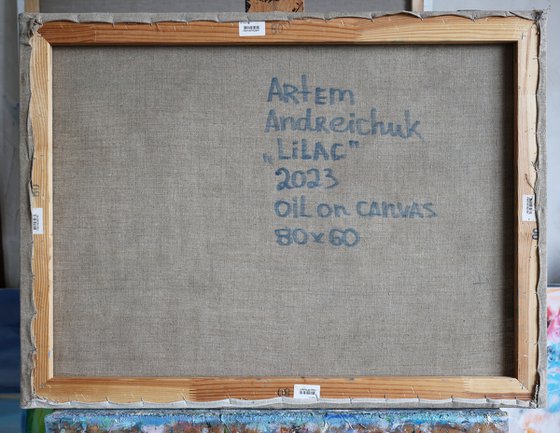 Artem
Andreichuk
„Lilac"
2023
Oil on canvas
80x60